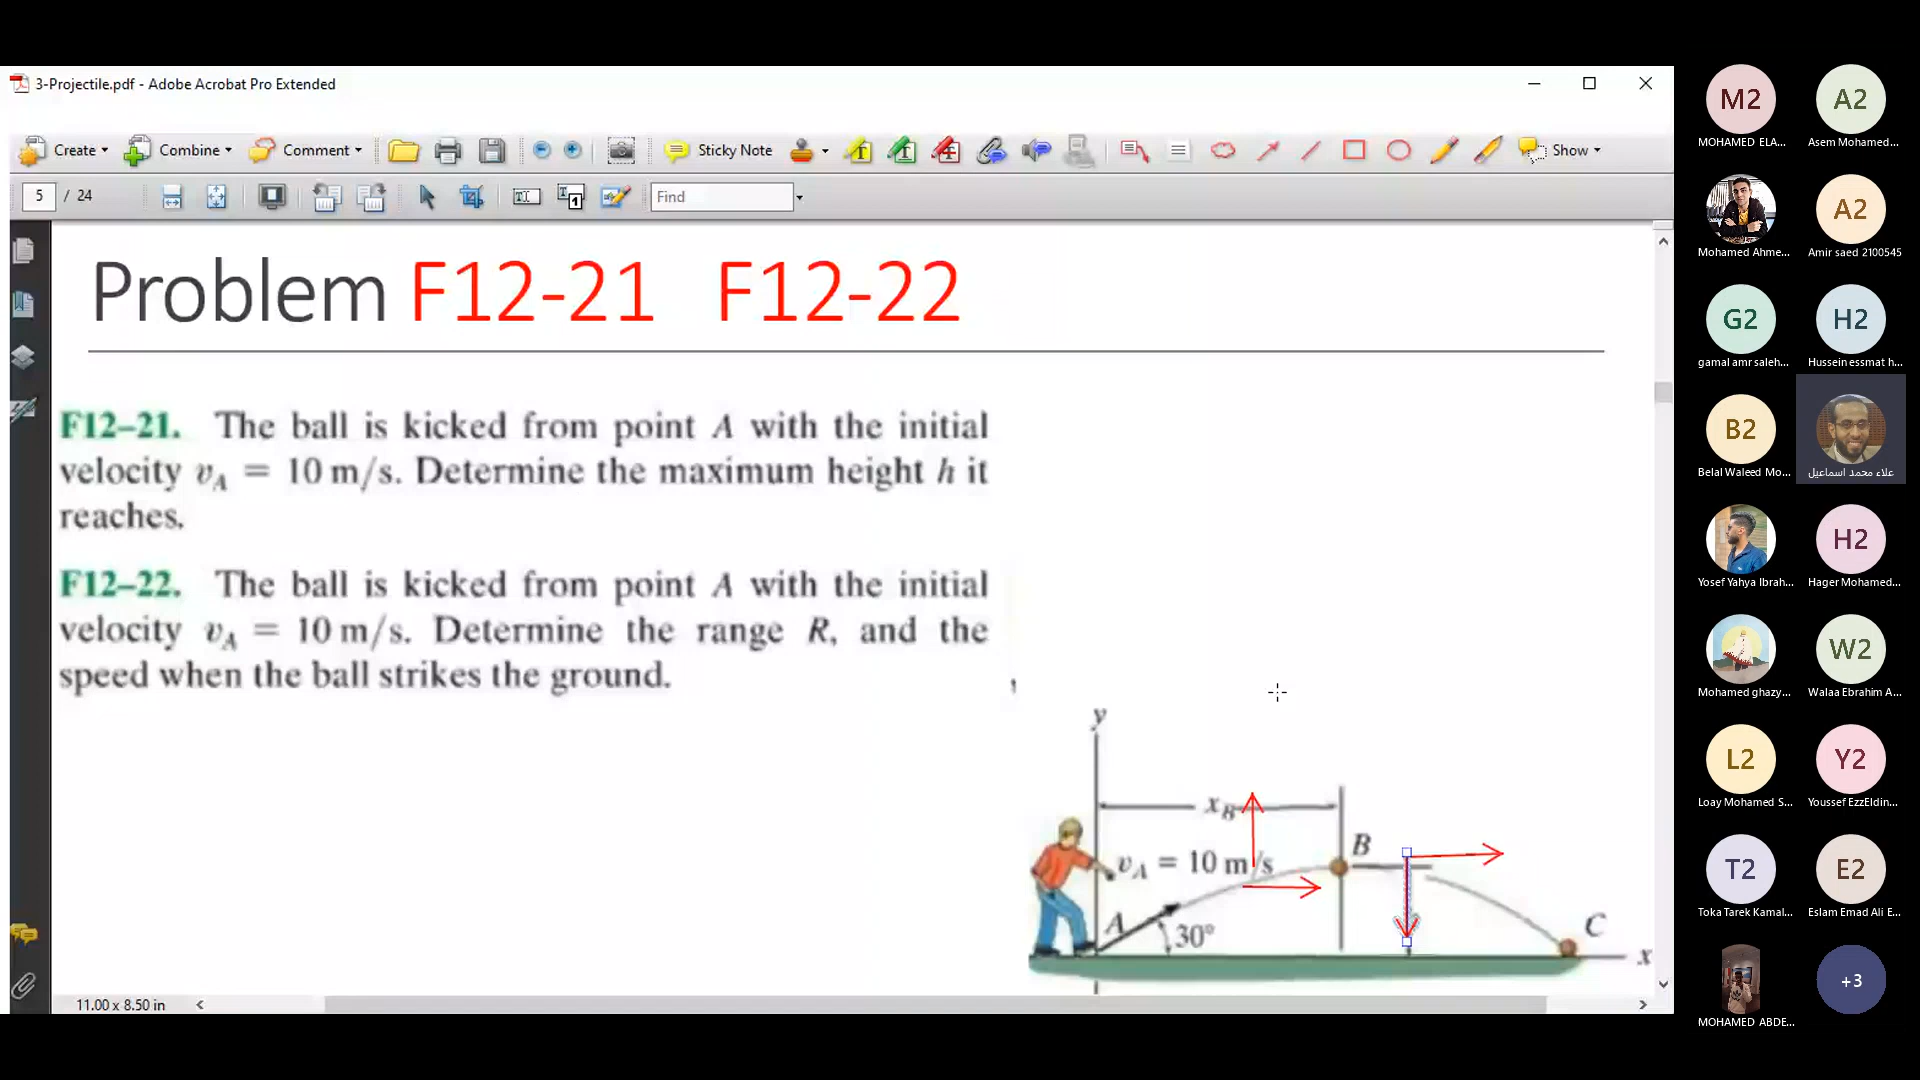 3-Projectile.pdf - Adobe Acrobat Pro Extended
Create Combine Comment Sticky Note Show
5 / 24 Find
Problem F12-21 F12-22
F12–21. The ball is kicked from point A with the initial
velocity vA = 10 m/s. Determine the maximum height h it
reaches.
F12–22. The ball is kicked from point A with the initial
velocity vA = 10 m/s. Determine the range R, and the
speed when the ball strikes the ground.
y
xB
vA = 10 m/s
B
A
30°
C
x
11.00 x 8.50 in
M2 A2
MOHAMED ELA... Asem Mohamed...
A2
Mohamed Ahme... Amir saed 2100545
G2 H2
gamal amr saleh... Hussein essmat h...
B2
Belal Waleed Mo... علاء محمد اسماعيل
H2
Yosef Yahya Ibrah... Hager Mohamed...
W2
Mohamed ghazy... Walaa Ebrahim A...
L2 Y2
Loay Mohamed S... Youssef EzzEldin...
T2 E2
Toka Tarek Kamal... Eslam Emad Ali E...
+3
MOHAMED ABDE...